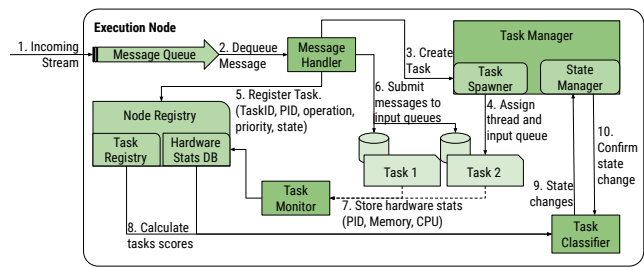 Execution Node
1. Incoming
Stream
Message Queue
2. Dequeue
Message
Message
Handler
3. Create
Task
Task Manager
Task
Spawner
State
Manager
5. Register Task.
(TaskID, PID, operation,
priority, state)
6. Submit
messages to
input queues
4. Assign
thread and
input queue
Node Registry
Task
Registry
Hardware
Stats DB
Task 1
Task 2
10.
Confirm
state
change
Task
Monitor
7. Store hardware stats
(PID, Memory, CPU)
9. State
changes
8. Calculate
tasks scores
Task
Classifier